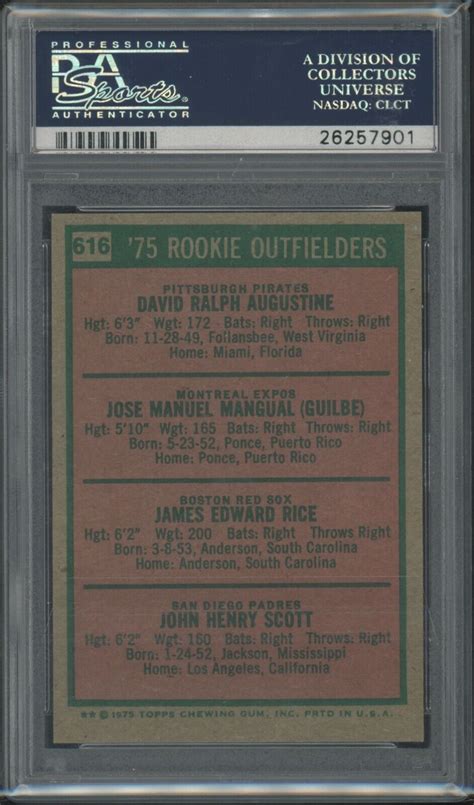 PROFESSIONAL
PSA
Sports
AUTHENTICATOR
A DIVISION OF
COLLECTORS
UNIVERSE
NASDAQ: CLCT
26257901
616 '75 ROOKIE OUTFIELDERS
PITTSBURGH PIRATES
DAVID RALPH AUGUSTINE
Hgt: 6'3" Wgt: 172 Bats: Right Throws: Right
Born: 11-28-49, Follansbee, West Virginia
Home: Miami, Florida
MONTREAL EXPOS
JOSE MANUEL MANGUAL (GUILBE)
Hgt: 5'10" Wgt: 165 Bats: Right Throws: Right
Born: 5-23-52, Ponce, Puerto Rico
Home: Ponce, Puerto Rico
BOSTON RED SOX
JAMES EDWARD RICE
Hgt: 6'2" Wgt: 200 Bats: Right Throws Right
Born: 3-8-53, Anderson, South Carolina
Home: Anderson, South Carolina
SAN DIEGO PADRES
JOHN HENRY SCOTT
Hgt: 6'2" Wgt: 160 Bats: Right Throws: Right
Born: 1-24-52, Jackson, Mississippi
Home: Los Angeles, California
** © 1975 TOPPS CHEWING GUM, INC. PRTD IN U.S.A.